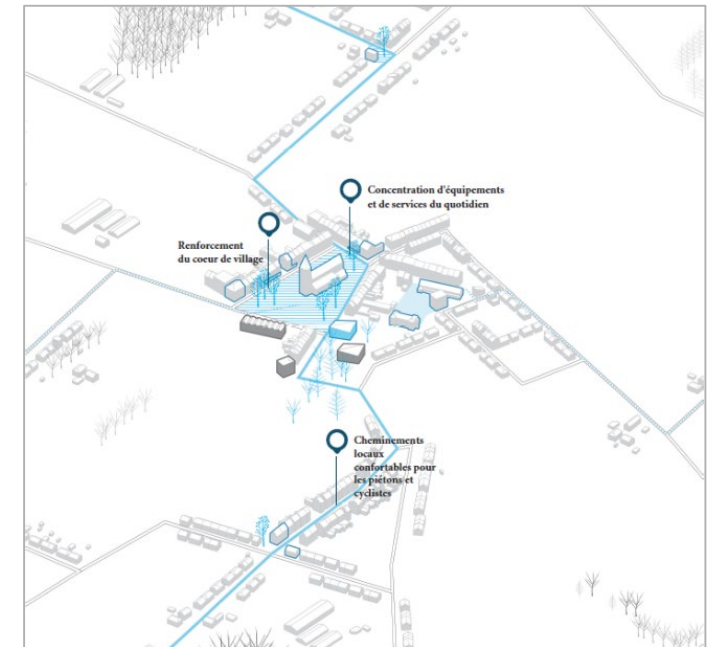 Concentration d'équipements
et de services du quotidien
Renforcement
du coeur de village
Cheminements
locaux
confortables pour
les piétons et
cyclistes